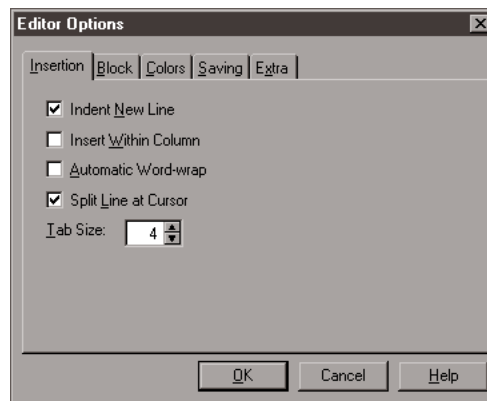 Editor Options
Insertion Block Colors Saving Extra
Indent New Line
Insert Within Column
Automatic Word-wrap
Split Line at Cursor
Tab Size: 4
OK Cancel Help